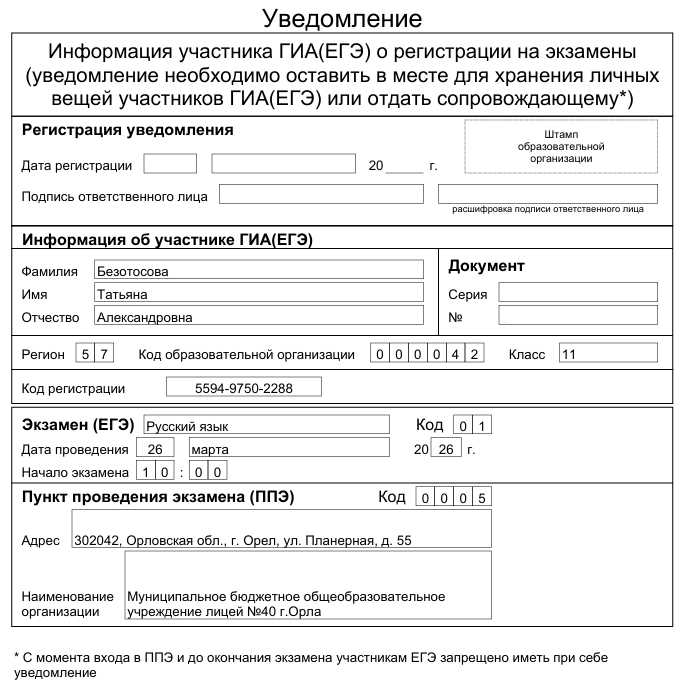 Уведомление
Информация участника ГИА(ЕГЭ) о регистрации на экзамены
(уведомление необходимо оставить в месте для хранения личных
вещей участников ГИА(ЕГЭ) или отдать сопровождающему*)
Регистрация уведомления
Штамп
образовательной
организации
Дата регистрации 20 _____ г.
Подпись ответственного лица
расшифровка подписи ответственного лица
Информация об участнике ГИА(ЕГЭ)
Фамилия Безотосова
Документ
Имя Татьяна Серия
Отчество Александровна №
Регион 5 7 Код образовательной организации 0 0 0 0 4 2 Класс 11
Код регистрации 5594-9750-2288
Экзамен (ЕГЭ) Русский язык Код 0 1
Дата проведения 26 марта 20 26 г.
Начало экзамена 1 0 : 0 0
Пункт проведения экзамена (ППЭ) Код 0 0 0 5
Адрес 302042, Орловская обл., г. Орел, ул. Планерная, д. 55
Наименование Муниципальное бюджетное общеобразовательное
организации учреждение лицей №40 г.Орла
* С момента входа в ППЭ и до окончания экзамена участникам ЕГЭ запрещено иметь при себе
уведомление